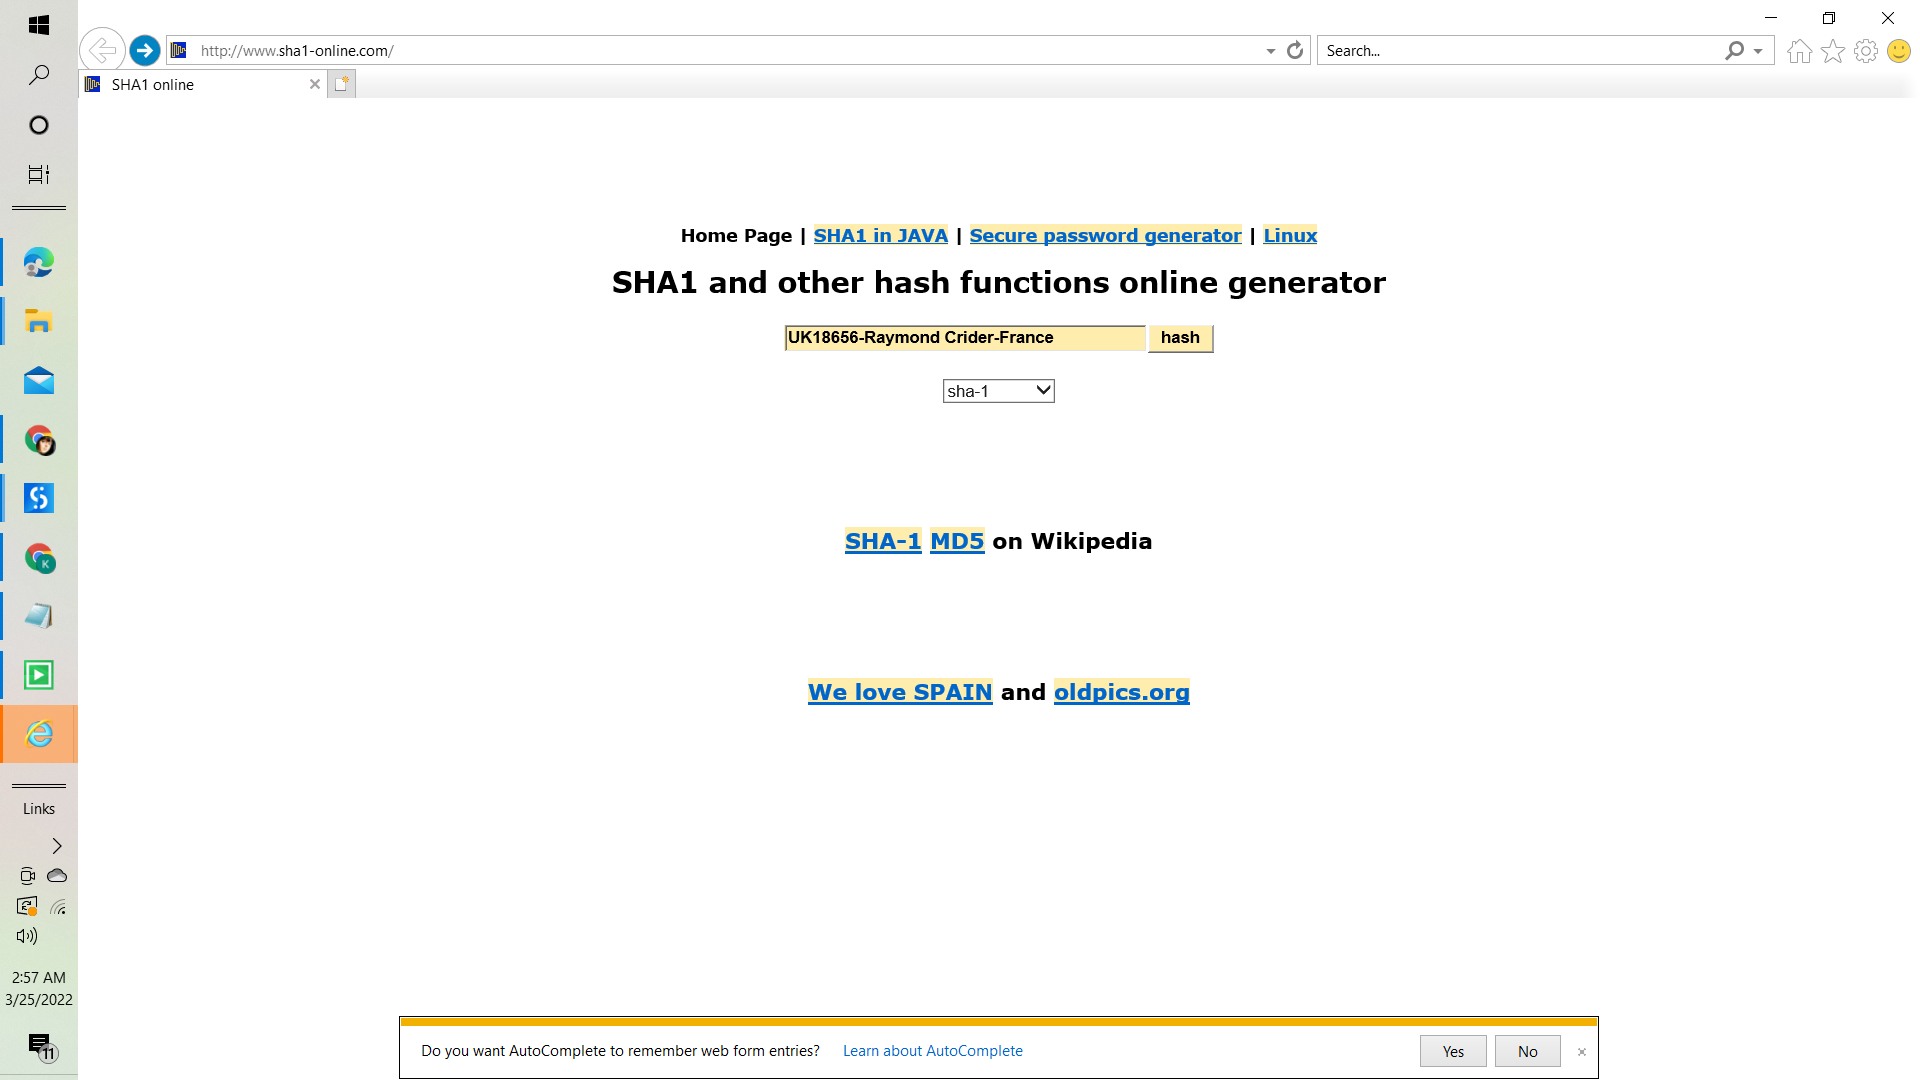 http://www.sha1-online.com/
Search...
SHA1 online
Home Page | SHA1 in JAVA | Secure password generator | Linux
SHA1 and other hash functions online generator
UK18656-Raymond Crider-France hash
sha-1
SHA-1 MD5 on Wikipedia
We love SPAIN and oldpics.org
K
Links
2:57 AM
3/25/2022
11
Do you want AutoComplete to remember web form entries? Learn about AutoComplete Yes No